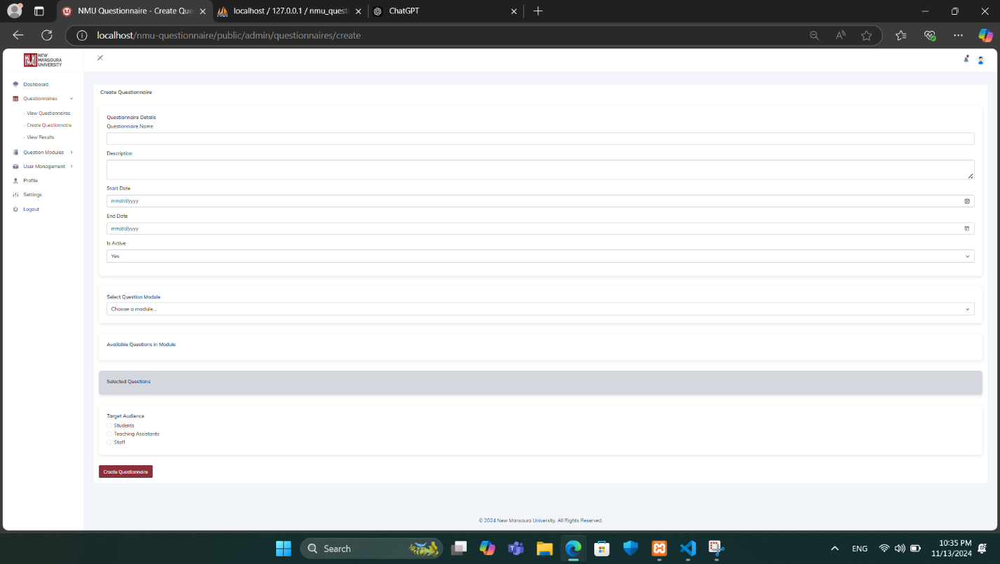 NMU Questionnaire - Create Que
localhost / 127.0.0.1 / nmu_questi
ChatGPT
localhost/nmu-questionnaire/public/admin/questionnaires/create
NEW
MANSOURA
UNIVERSITY
Dashboard
Questionnaires
– View Questionnaires
– Create Questionnaire
– View Results
Question Modules
User Management
Profile
Settings
Logout
Create Questionnaire
Questionnaire Details
Questionnaire Name
Description
Start Date
mm/dd/yyyy
End Date
mm/dd/yyyy
Is Active
Yes
Select Question Module
Choose a module...
Available Questions in Module
Selected Questions
Target Audience
Students
Teaching Assistants
Staff
Create Questionnaire
© 2024 New Mansoura University. All Rights Reserved.
Search
ENG
10:35 PM
11/13/2024